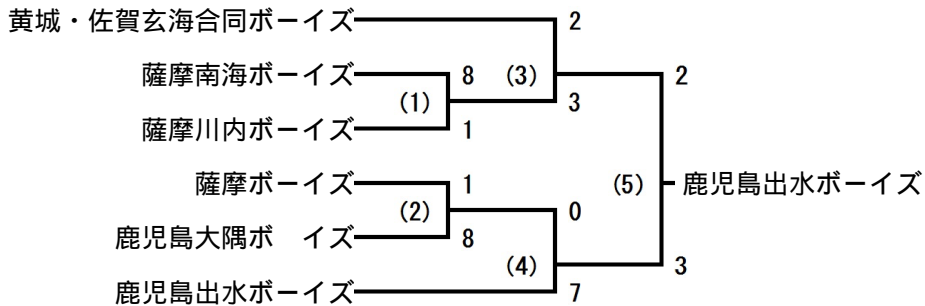 黄城・佐賀玄海合同ボーイズ 2
薩摩南海ボーイズ 8 (3) 2
(1) 3
薩摩川内ボーイズ 1
薩摩ボーイズ 1 (5) 鹿児島出水ボーイズ
(2) 0
鹿児島大隅ボ イズ 8
(4) 3
鹿児島出水ボーイズ 7